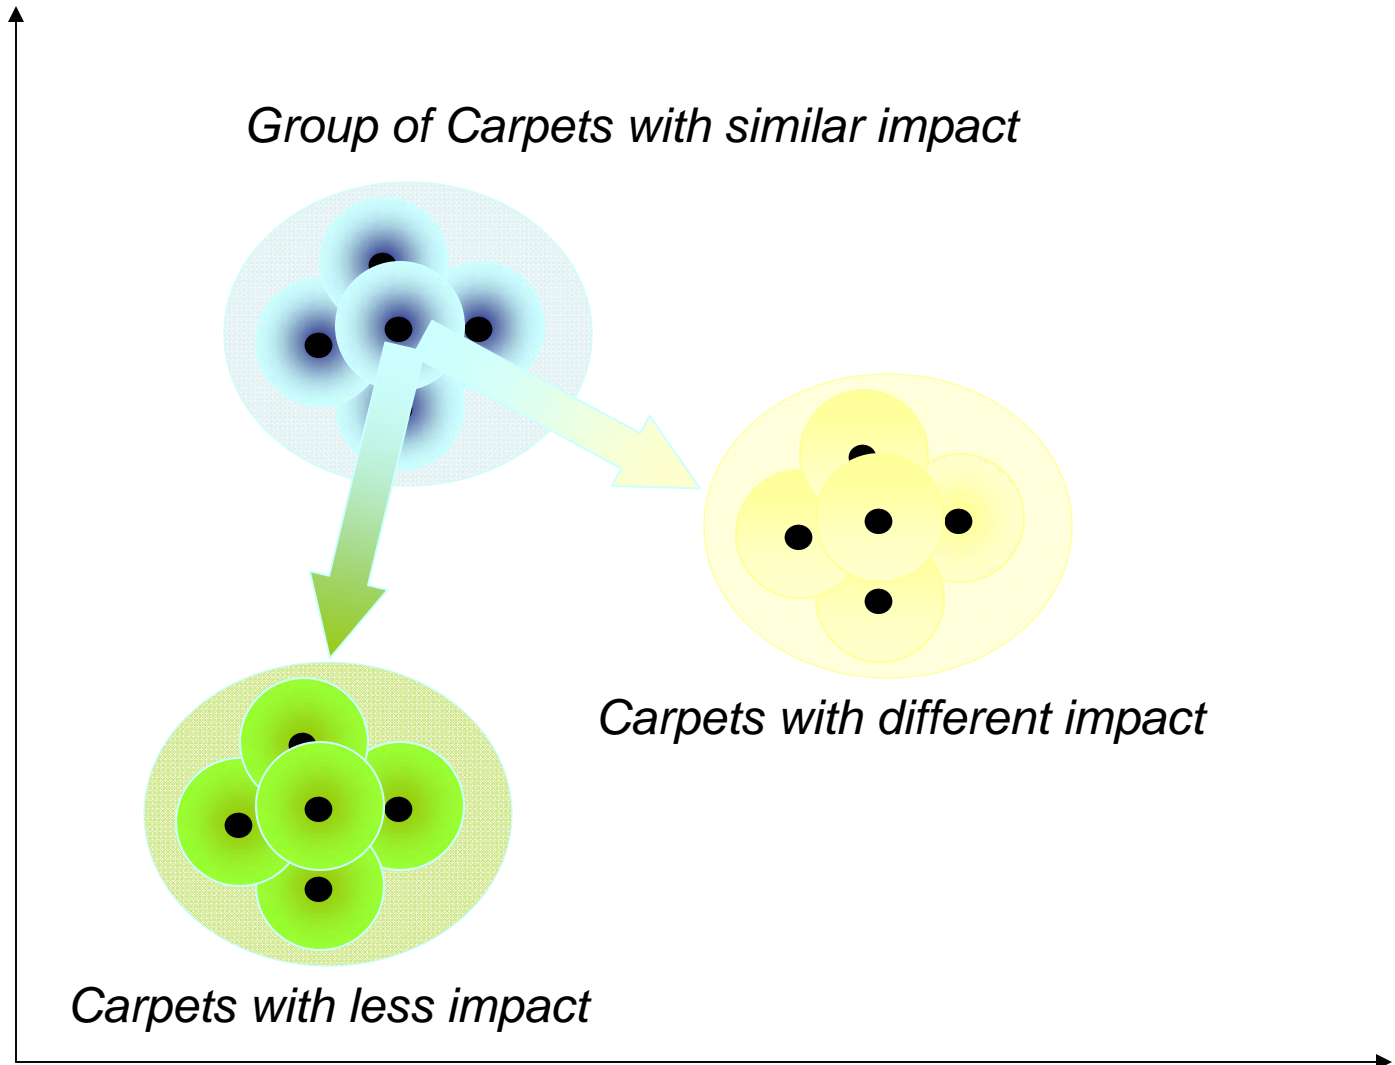 Group of Carpets with similar impact
Carpets with different impact
Carpets with less impact